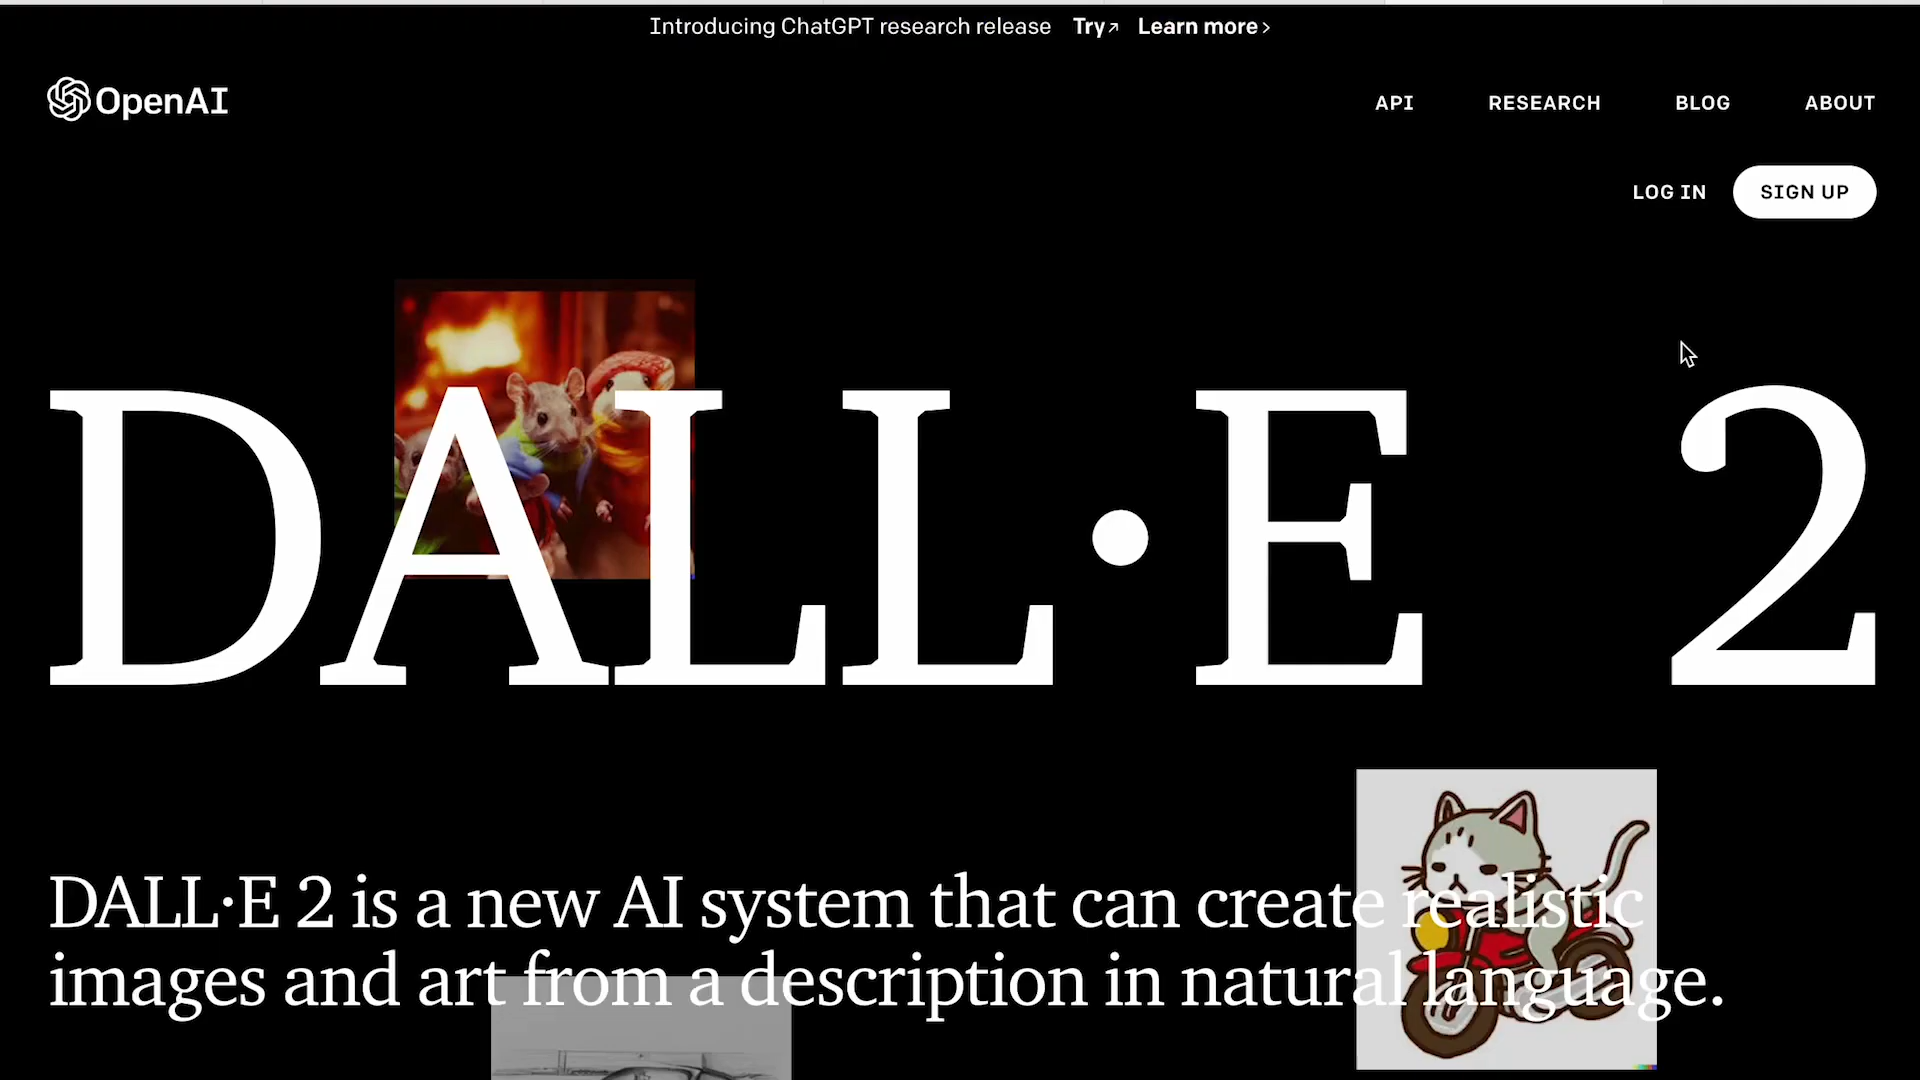 Introducing ChatGPT research release Try↗ Learn more ›
OpenAI
API RESEARCH BLOG ABOUT
LOG IN SIGN UP
DALL·E 2
DALL·E 2 is a new AI system that can create realistic
images and art from a description in natural language.